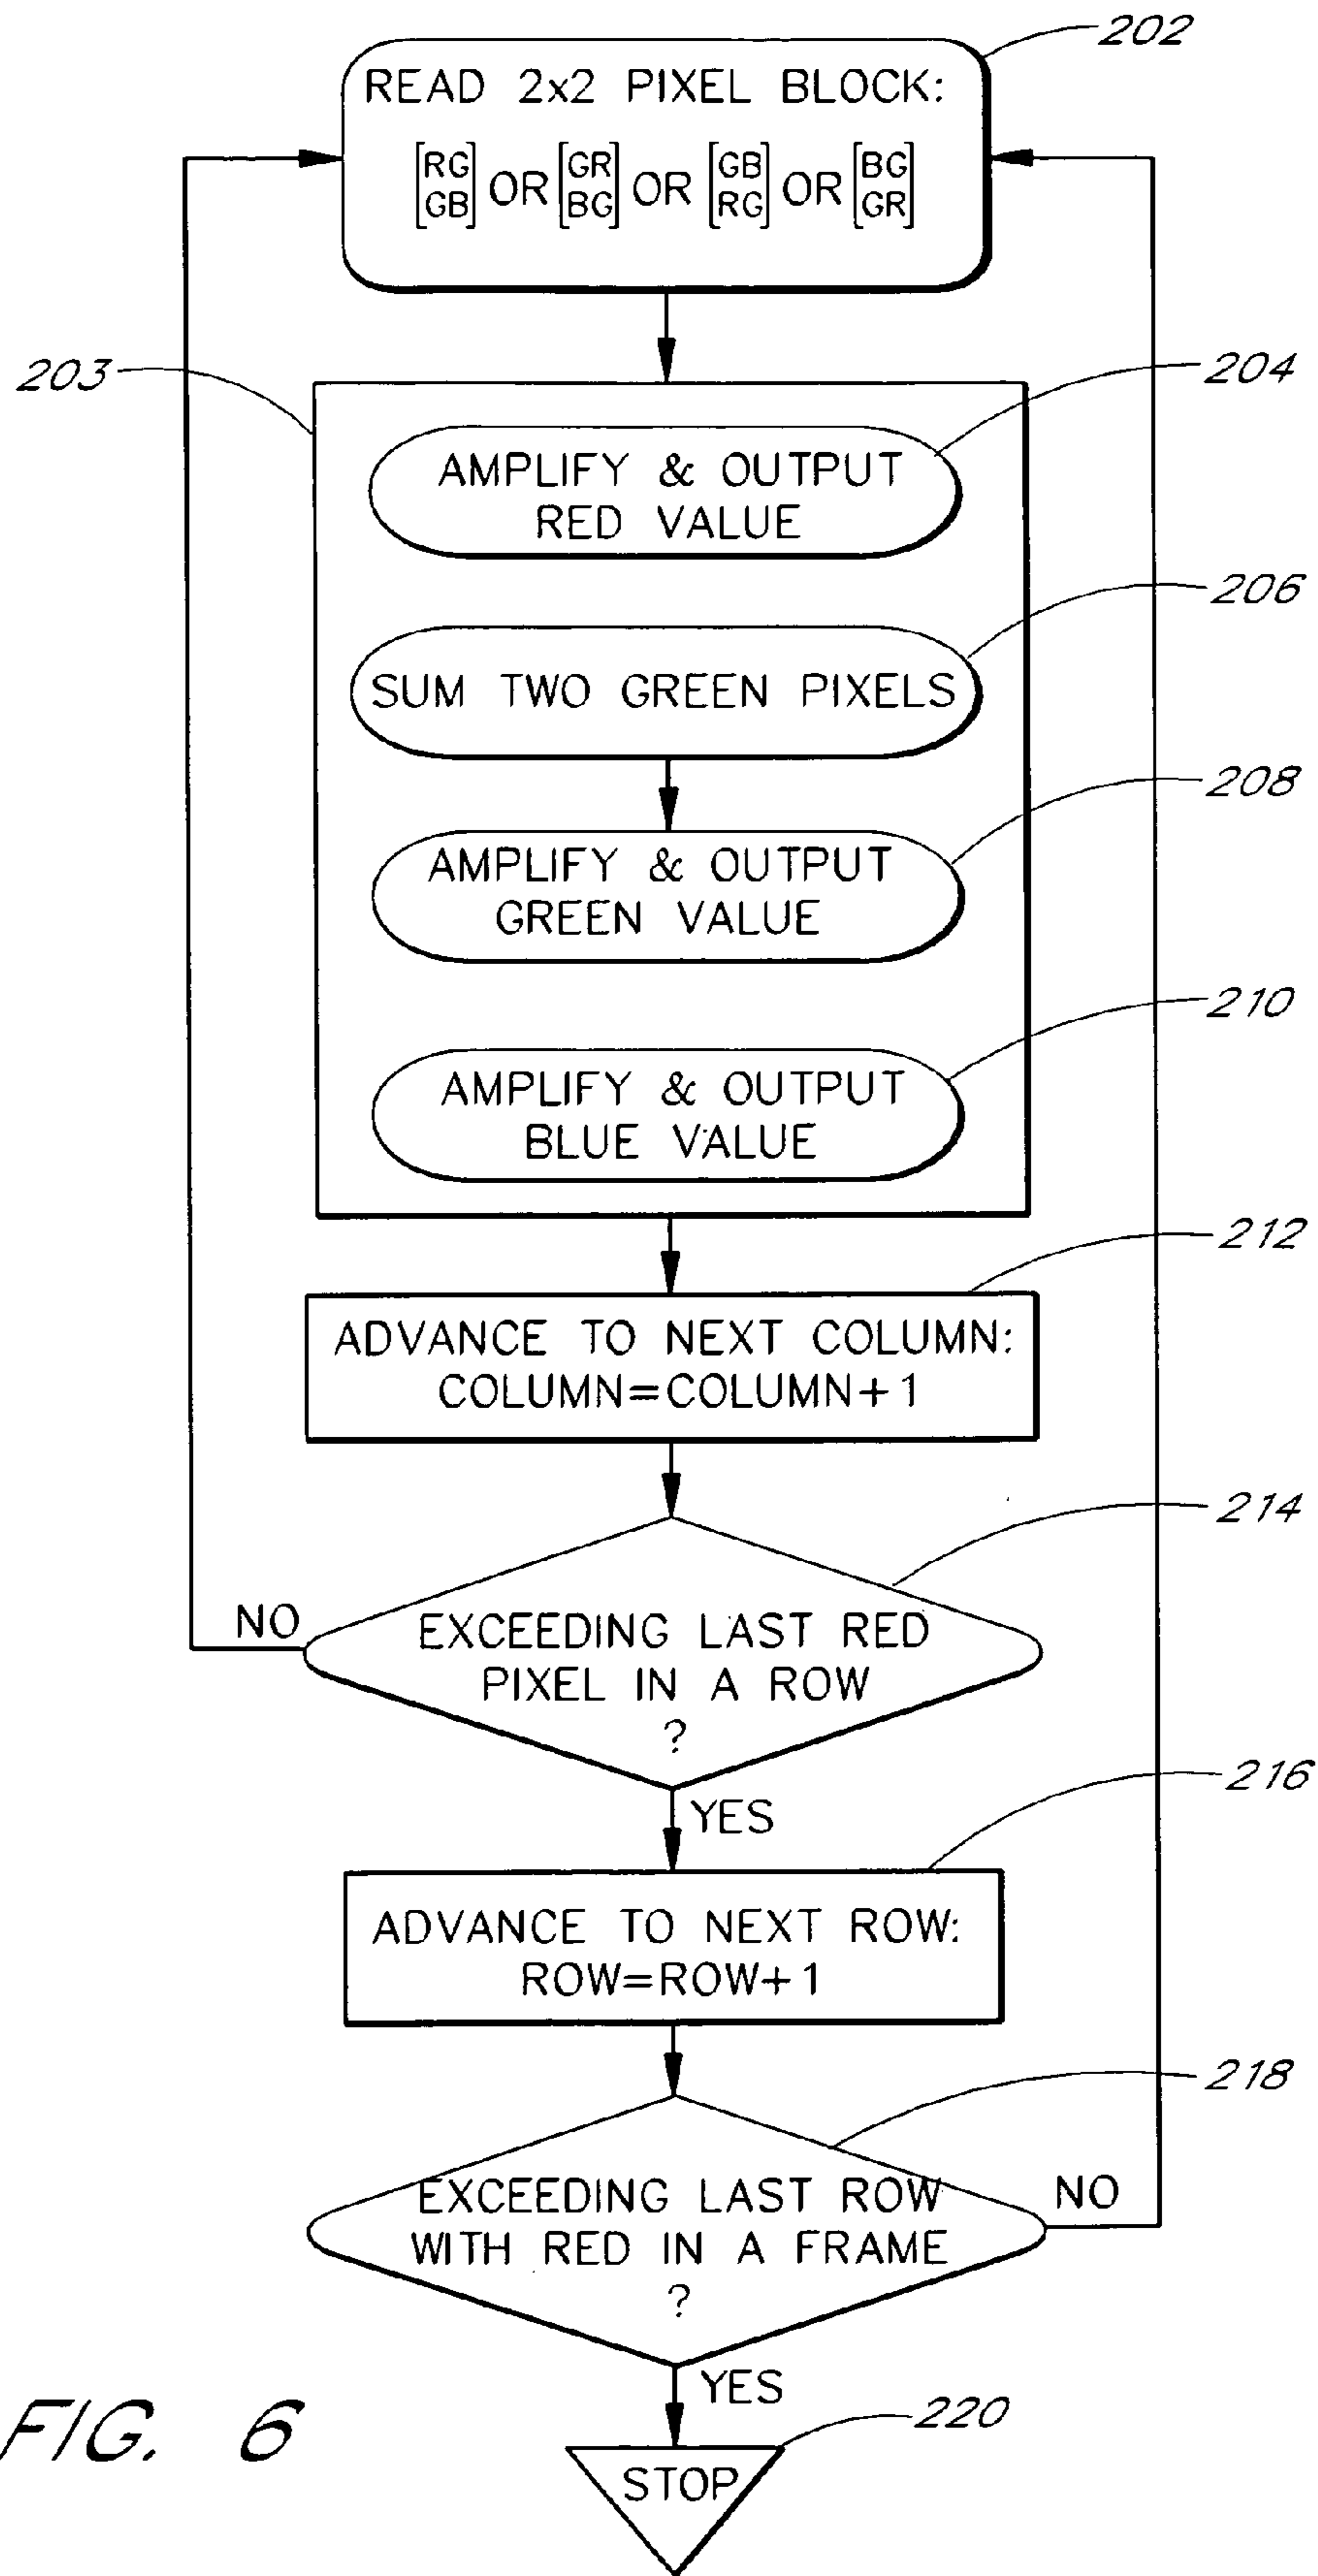 202
READ 2x2 PIXEL BLOCK:
[RG GB] OR [GR BG] OR [GB RG] OR [BG GR]
203
204
AMPLIFY & OUTPUT
RED VALUE
206
SUM TWO GREEN PIXELS
208
AMPLIFY & OUTPUT
GREEN VALUE
210
AMPLIFY & OUTPUT
BLUE VALUE
212
ADVANCE TO NEXT COLUMN:
COLUMN=COLUMN+1
214
NO
EXCEEDING LAST RED
PIXEL IN A ROW
?
YES
216
ADVANCE TO NEXT ROW:
ROW=ROW+1
218
EXCEEDING LAST ROW
WITH RED IN A FRAME
?
NO
YES
220
STOP
FIG. 6